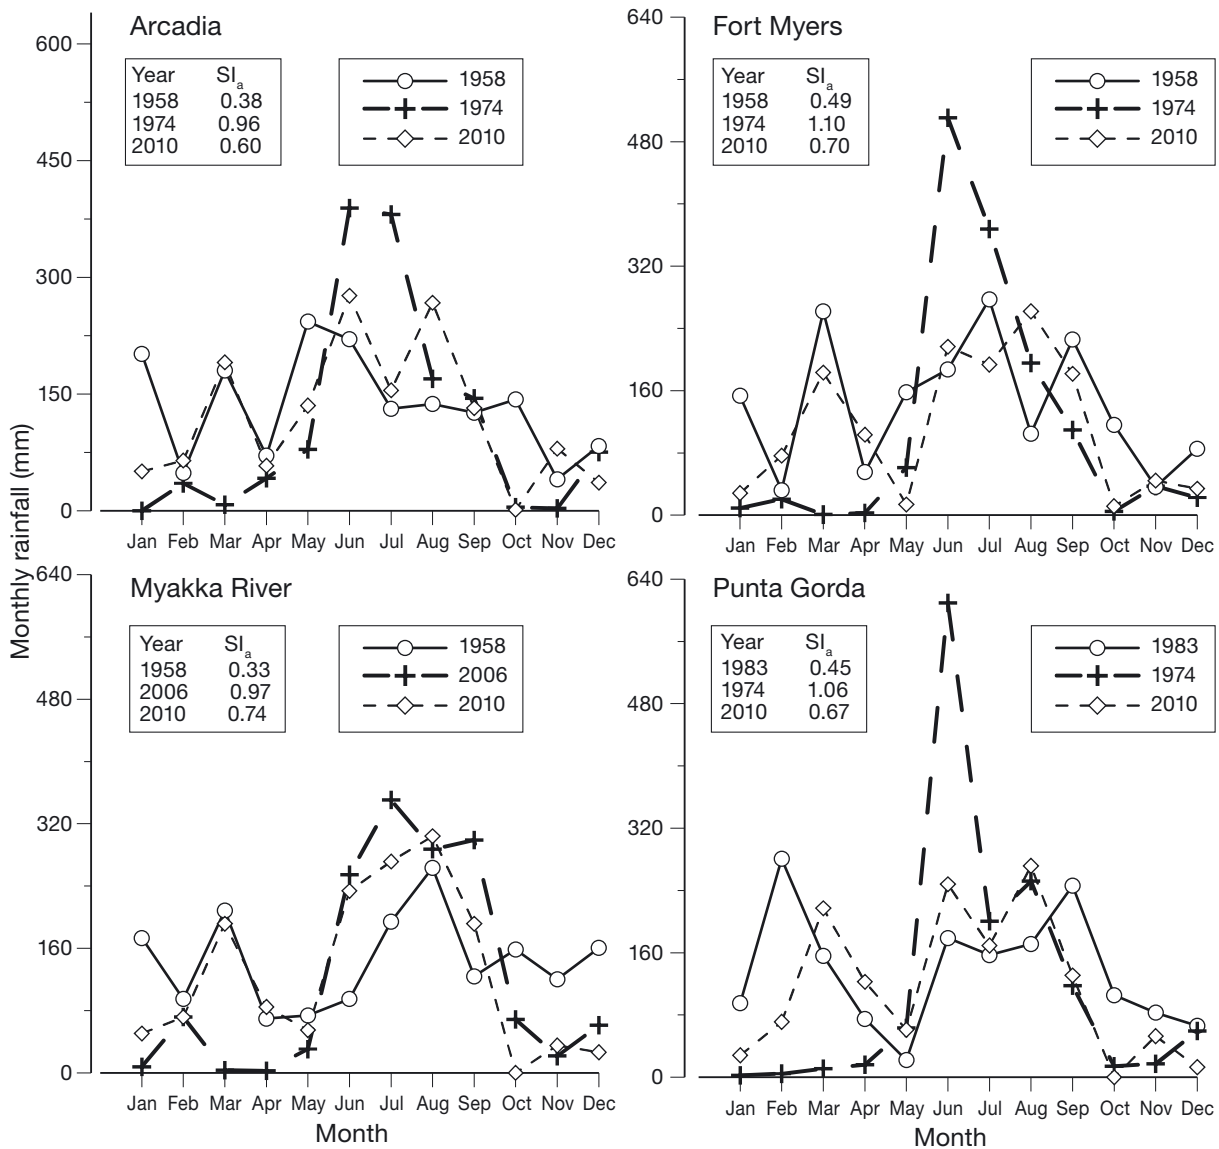 Monthly rainfall (mm)
Arcadia
600
450
300
150
0
Year SIa
1958 0.38
1974 0.96
2010 0.60
1958
1974
2010
Jan Feb Mar Apr May Jun Jul Aug Sep Oct Nov Dec
Fort Myers
640
480
320
160
0
Year SIa
1958 0.49
1974 1.10
2010 0.70
1958
1974
2010
Jan Feb Mar Apr May Jun Jul Aug Sep Oct Nov Dec
Myakka River
640
480
320
160
0
Year SIa
1958 0.33
2006 0.97
2010 0.74
1958
2006
2010
Jan Feb Mar Apr May Jun Jul Aug Sep Oct Nov Dec
Month
Punta Gorda
640
480
320
160
0
Year SIa
1983 0.45
1974 1.06
2010 0.67
1983
1974
2010
Jan Feb Mar Apr May Jun Jul Aug Sep Oct Nov Dec
Month